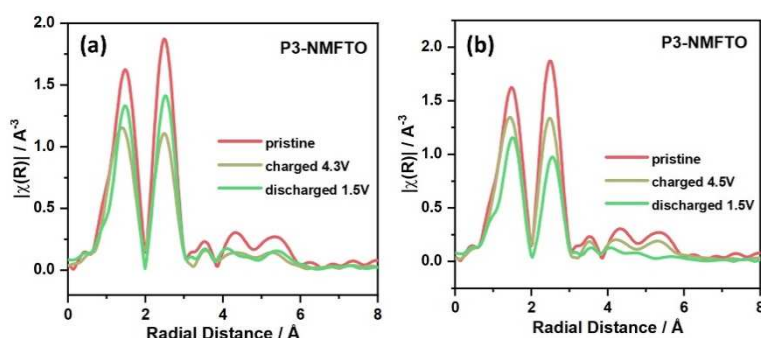 (a)
P3-NMFTO
|χ(R)| / A⁻³
2.0
1.5
1.0
0.5
0.0
pristine
charged 4.3V
discharged 1.5V
0 2 4 6 8
Radial Distance / Å
(b)
P3-NMFTO
|χ(R)| / A⁻³
2.0
1.5
1.0
0.5
0.0
pristine
charged 4.5V
discharged 1.5V
0 2 4 6 8
Radial Distance / Å